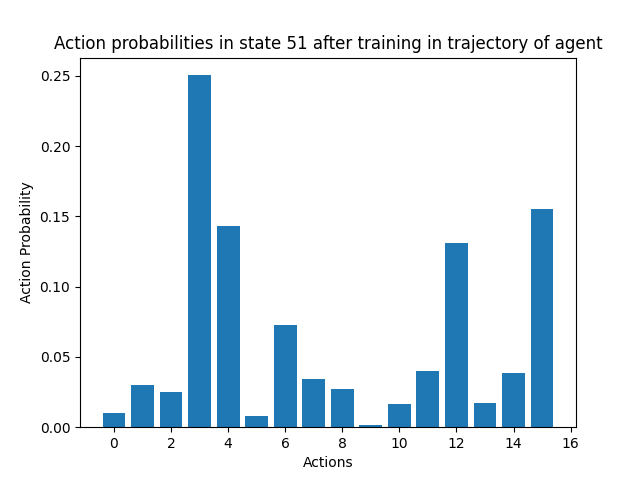 Action probabilities in state 51 after training in trajectory of agent
0.25
0.20
0.15
0.10
0.05
0.00
Action Probability
0 2 4 6 8 10 12 14 16
Actions